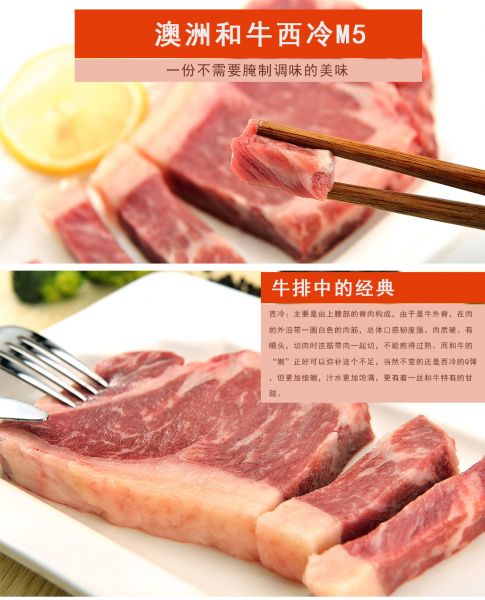 澳洲和牛西冷M5
一份不需要腌制调味的美味
牛排中的经典
西冷：主要是由上腰部的脊肉构成，由于是牛外脊，在肉
的外沿带一圈白色的肉筋，总体口感韧度强、肉质硬、有
嚼头，切肉时连筋带肉一起切，不能煎得过熟。而和牛的
“嫩”正好可以弥补这个不足，当然不变的还是西冷的Q弹
，但更加细嫩，汁水更加饱满，更有着一丝和牛特有的甘
甜。